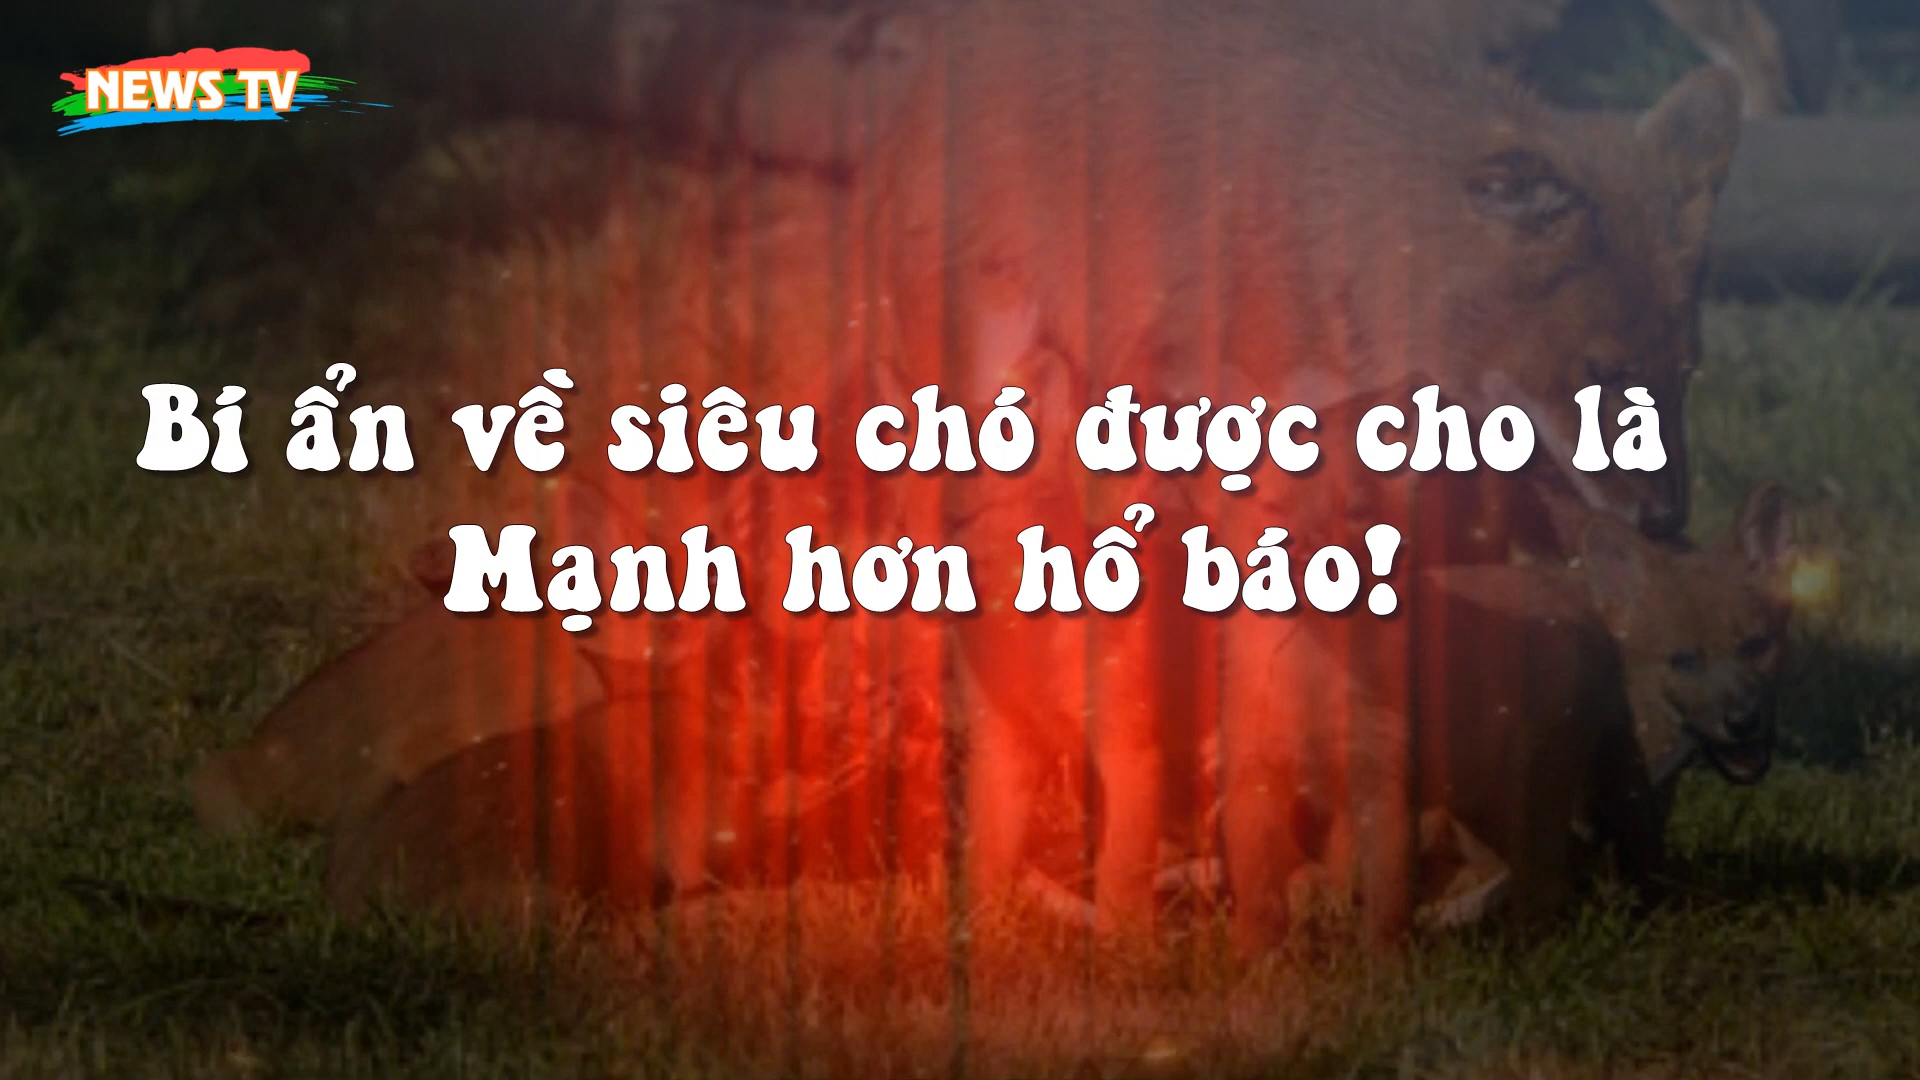 NEWS TV
Bí ẩn về siêu chó được cho là
Mạnh hơn hổ báo!